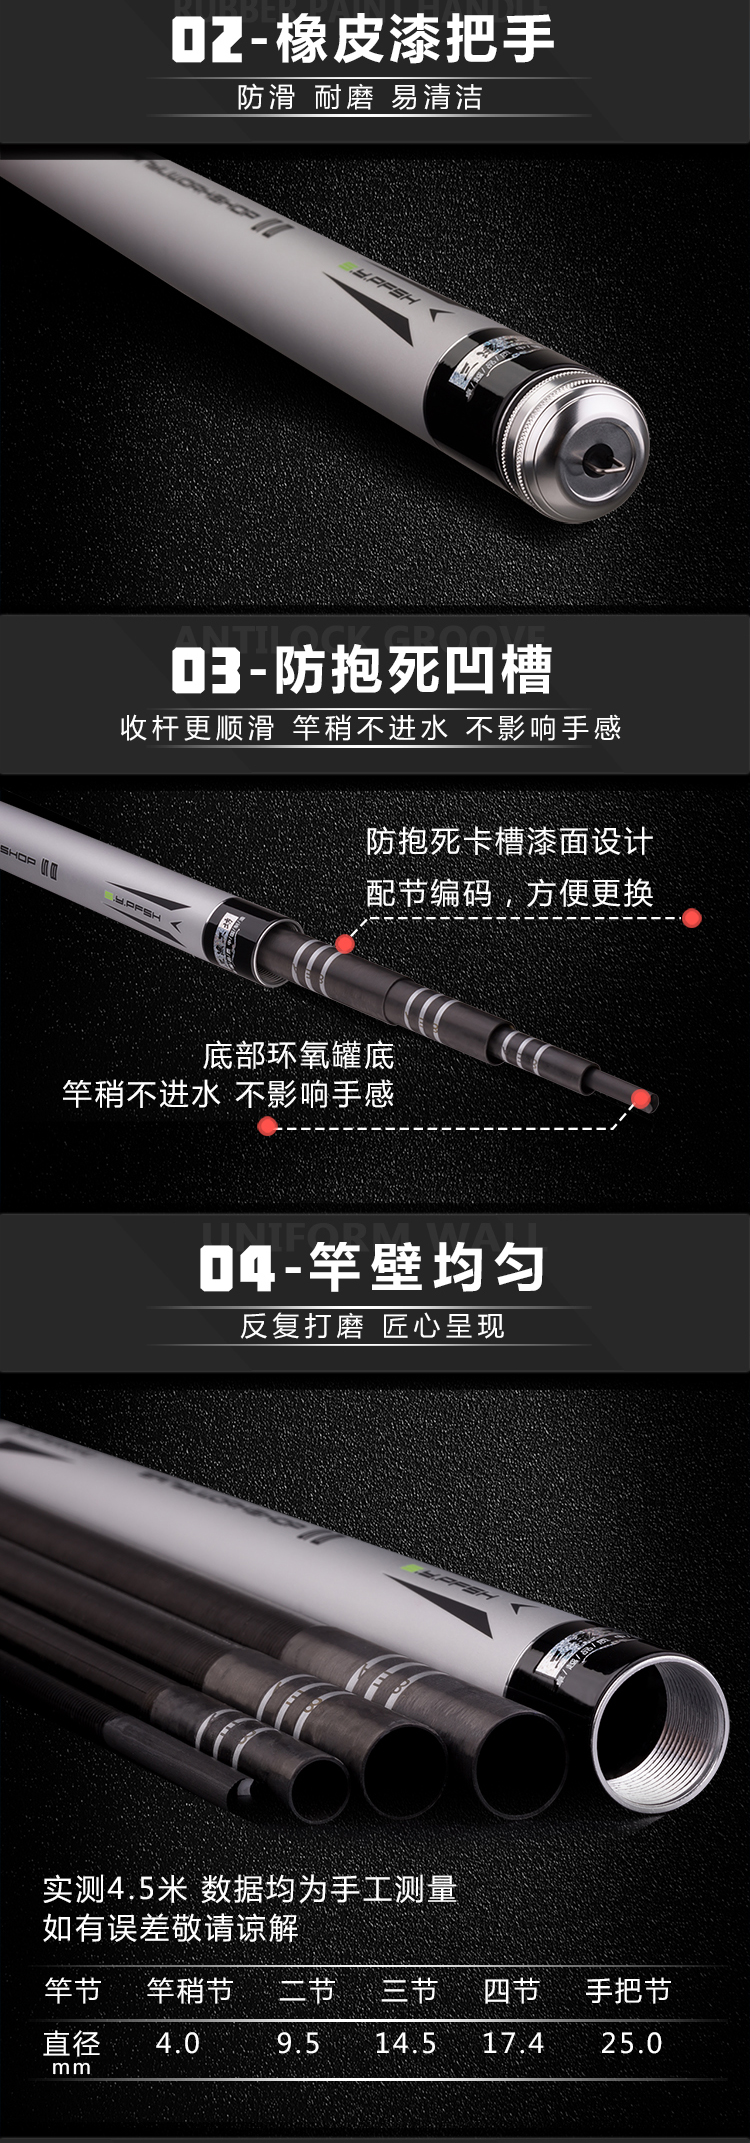 RUBBER PAINT HANDLE
02-橡皮漆把手
防滑 耐磨 易清洁
H5Fd.Y.
ANTILOCK GROOVE
03-防抱死凹槽
收杆更顺滑 竿稍不进水 不影响手感
防抱死卡槽漆面设计
配节编码，方便更换
SHOP
底部环氧罐底
竿稍不进水 不影响手感
UNIFORM WALL
04-竿壁均匀
反复打磨 匠心呈现
实测4.5米 数据均为手工测量
如有误差敬请谅解
竿节 竿稍节 二节 三节 四节 手把节
直径 4.0 9.5 14.5 17.4 25.0
mm